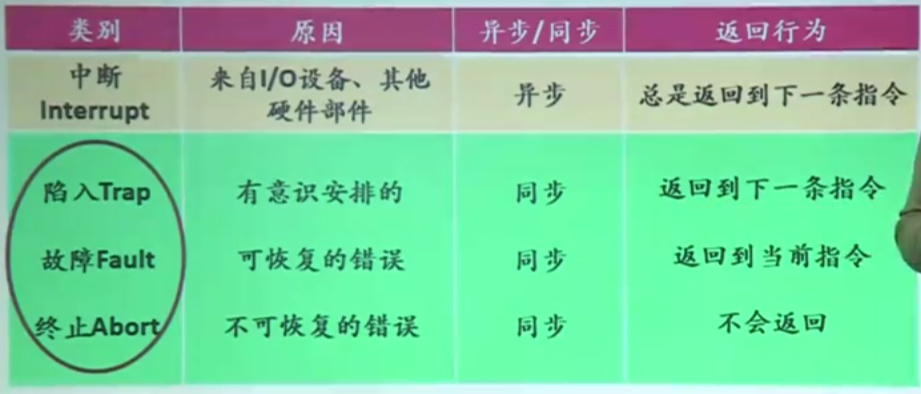 类别 原因 异步/同步 返回行为
中断 来自I/O设备、其他 异步 总是返回到下一条指令
Interrupt 硬件部件
陷入Trap 有意识安排的 同步 返回到下一条指令
故障Fault 可恢复的错误 同步 返回到当前指令
终止Abort 不可恢复的错误 同步 不会返回